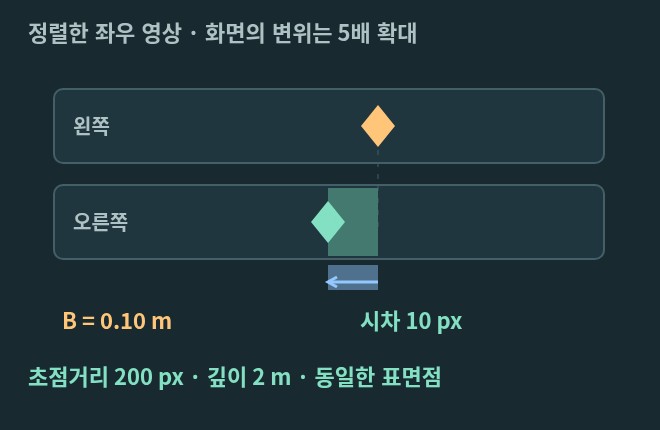 정렬한 좌우 영상 · 화면의 변위는 5배 확대
왼쪽
오른쪽
B = 0.10 m
시차 10 px
초점거리 200 px · 깊이 2 m · 동일한 표면점